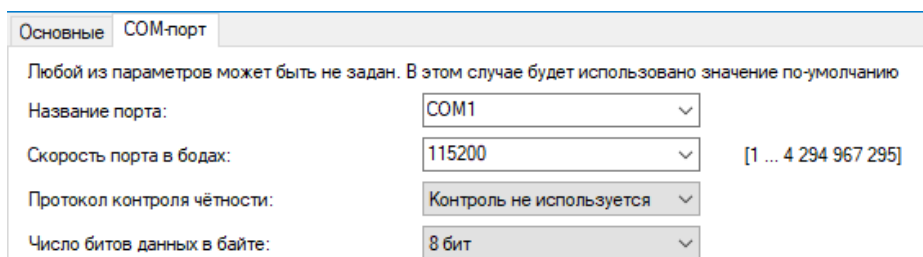 Основные COM-порт
Любой из параметров может быть не задан. В этом случае будет использовано значение по-умолчанию
Название порта: COM1
Скорость порта в бодах: 115200 [1 ... 4 294 967 295]
Протокол контроля чётности: Контроль не используется
Число битов данных в байте: 8 бит